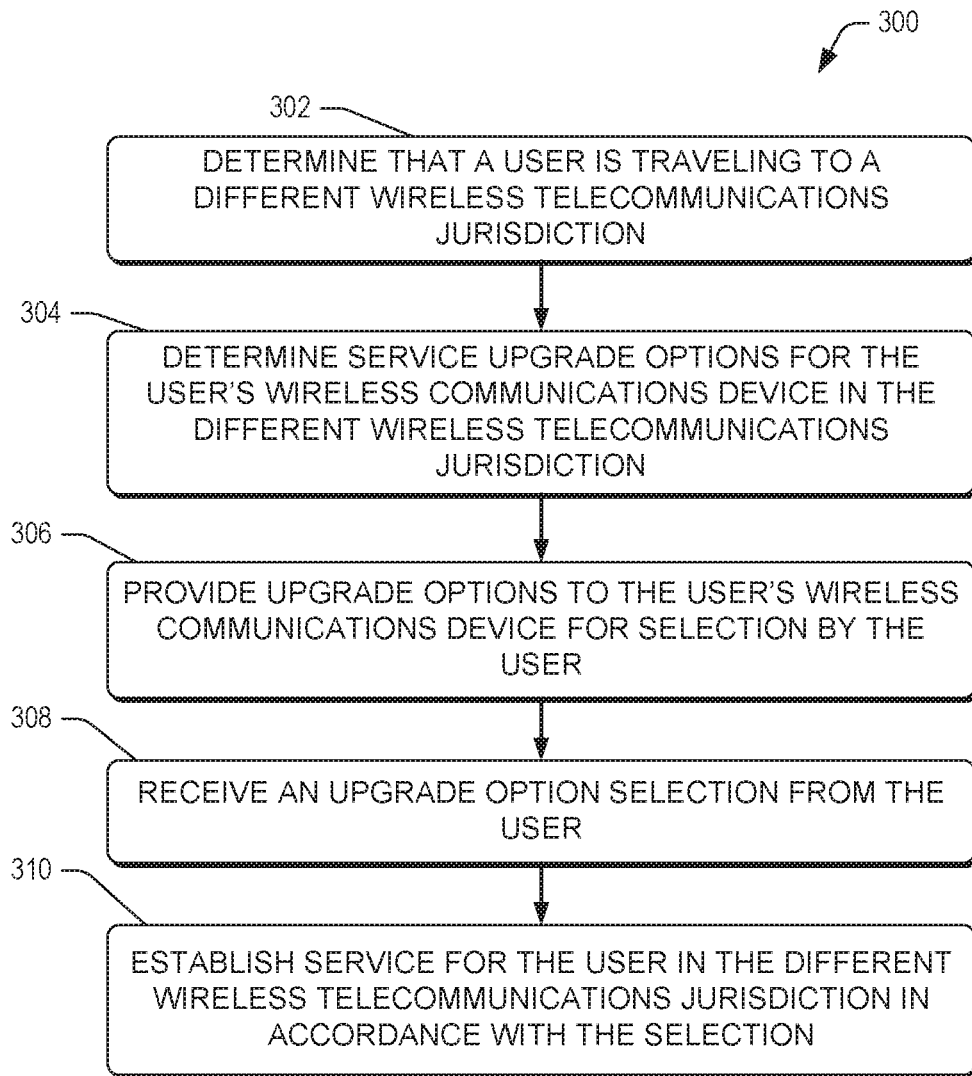 300
302
DETERMINE THAT A USER IS TRAVELING TO A
DIFFERENT WIRELESS TELECOMMUNICATIONS
JURISDICTION
304
DETERMINE SERVICE UPGRADE OPTIONS FOR THE
USER'S WIRELESS COMMUNICATIONS DEVICE IN THE
DIFFERENT WIRELESS TELECOMMUNICATIONS
JURISDICTION
306
PROVIDE UPGRADE OPTIONS TO THE USER'S WIRELESS
COMMUNICATIONS DEVICE FOR SELECTION BY THE
USER
308
RECEIVE AN UPGRADE OPTION SELECTION FROM THE
USER
310
ESTABLISH SERVICE FOR THE USER IN THE DIFFERENT
WIRELESS TELECOMMUNICATIONS JURISDICTION IN
ACCORDANCE WITH THE SELECTION